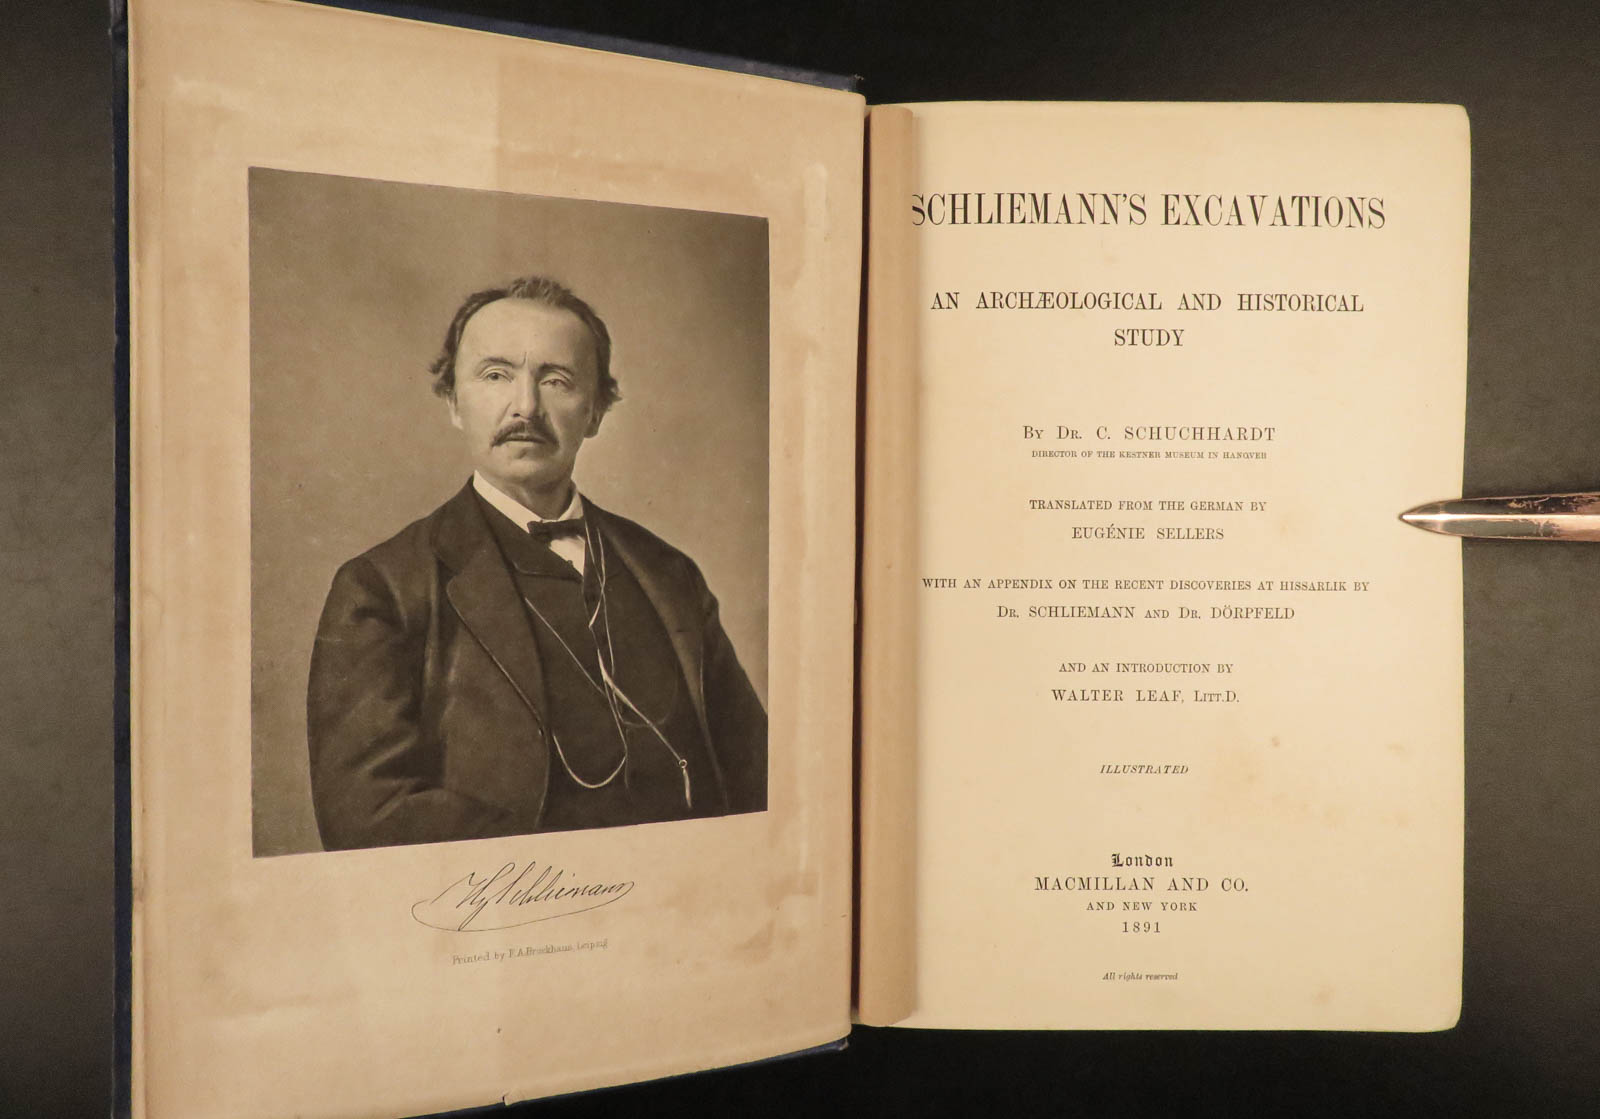 Hy Schliemann
Printed by F. A. Brockhaus, Leipzig
SCHLIEMANN'S EXCAVATIONS
AN ARCHÆOLOGICAL AND HISTORICAL
STUDY
BY DR. C. SCHUCHHARDT
DIRECTOR OF THE KESTNER MUSEUM IN HANOVER
TRANSLATED FROM THE GERMAN BY
EUGÉNIE SELLERS
WITH AN APPENDIX ON THE RECENT DISCOVERIES AT HISSARLIK BY
DR. SCHLIEMANN AND DR. DÖRPFELD
AND AN INTRODUCTION BY
WALTER LEAF, LITT.D.
ILLUSTRATED
London
MACMILLAN AND CO.
AND NEW YORK
1891
All rights reserved